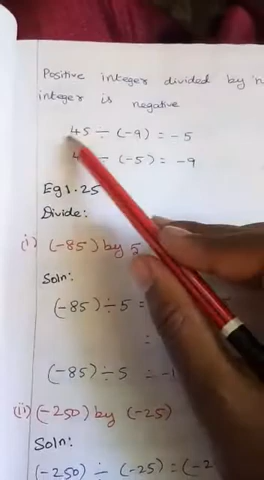 Positive integer divided by
integer is negative
45 ÷ (-9) = -5
÷ (-5) = -9
Eg 1.25
Divide:
(i) (-85) by 5
Soln:
(-85) ÷ 5 =
=
(-85) ÷ 5 =
(ii) (-250) by (-25)
Soln:
(-250) ÷ (-25) = (-2